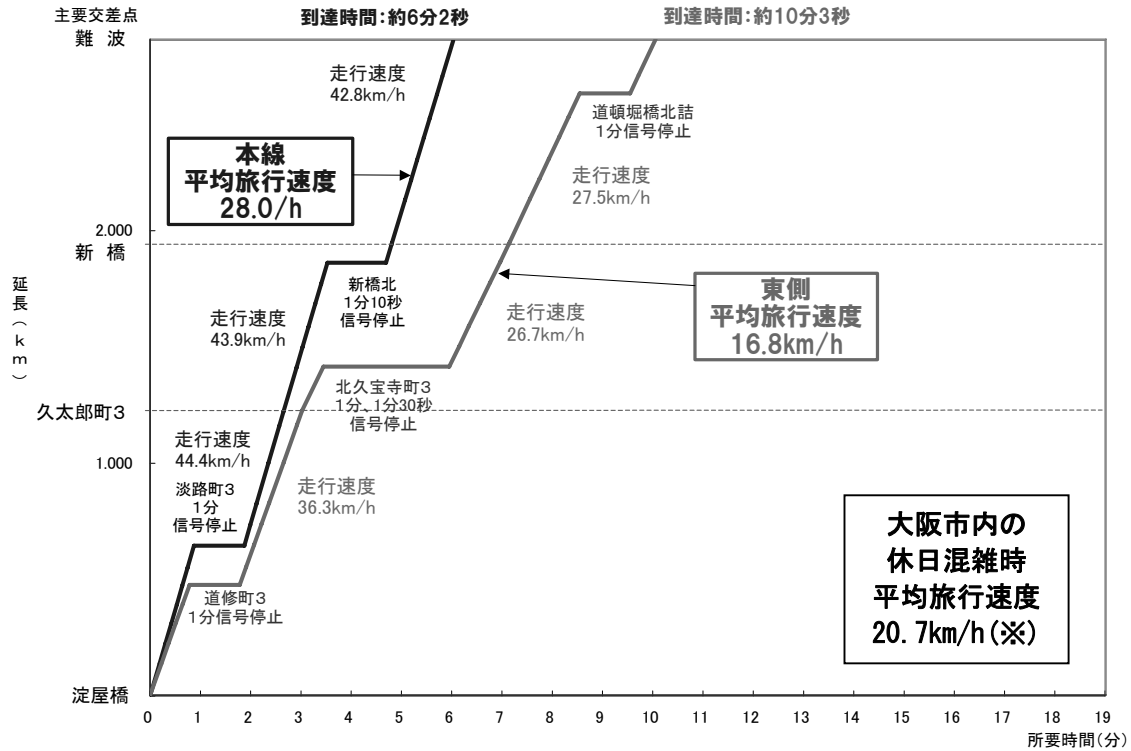 主要交差点
到達時間：約6分2秒
到達時間：約10分3秒
難 波
走行速度
42.8km/h
道頓堀橋北詰
1分信号停止
本線
平均旅行速度
28.0/h
走行速度
27.5km/h
2.000
新 橋
延長(km)
新橋北
1分10秒
信号停止
東側
平均旅行速度
16.8km/h
走行速度
43.9km/h
走行速度
26.7km/h
北久宝寺町3
1分、1分30秒
信号停止
久太郎町3
走行速度
44.4km/h
1.000
淡路町3
1分
信号停止
走行速度
36.3km/h
大阪市内の
休日混雑時
平均旅行速度
20.7km/h(※)
道修町3
1分信号停止
淀屋橋
0 1 2 3 4 5 6 7 8 9 10 11 12 13 14 15 16 17 18 19
所要時間(分)